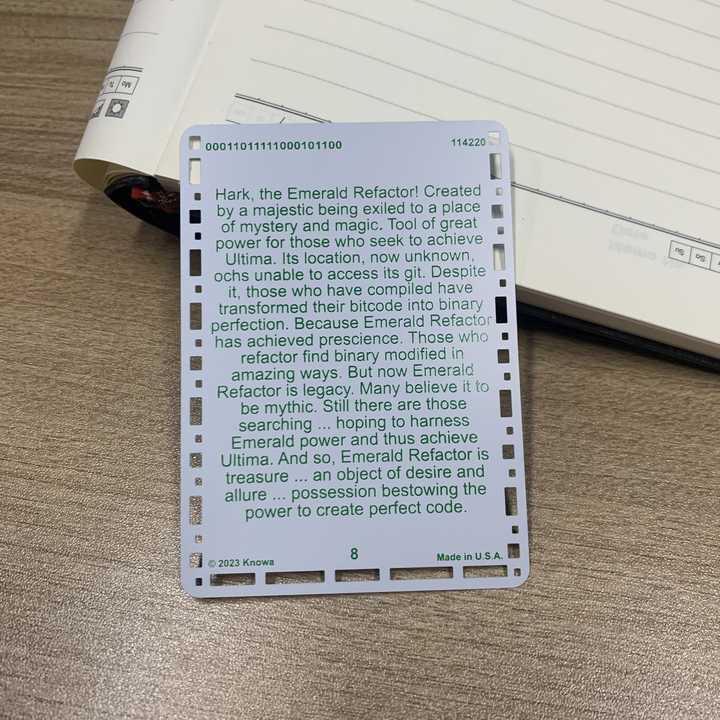 00011011111000101100 114220
Hark, the Emerald Refactor! Created
by a majestic being exiled to a place
of mystery and magic. Tool of great
power for those who seek to achieve
Ultima. Its location, now unknown,
ochs unable to access its git. Despite
it, those who have compiled have
transformed their bitcode into binary
perfection. Because Emerald Refactor
has achieved prescience. Those who
refactor find binary modified in
amazing ways. But now Emerald
Refactor is legacy. Many believe it to
be mythic. Still there are those
searching ... hoping to harness
Emerald power and thus achieve
Ultima. And so, Emerald Refactor is
treasure ... an object of desire and
allure ... possession bestowing the
power to create perfect code.
© 2023 Knowa 8 Made in U.S.A.
Mo
Tu
Su
Sa